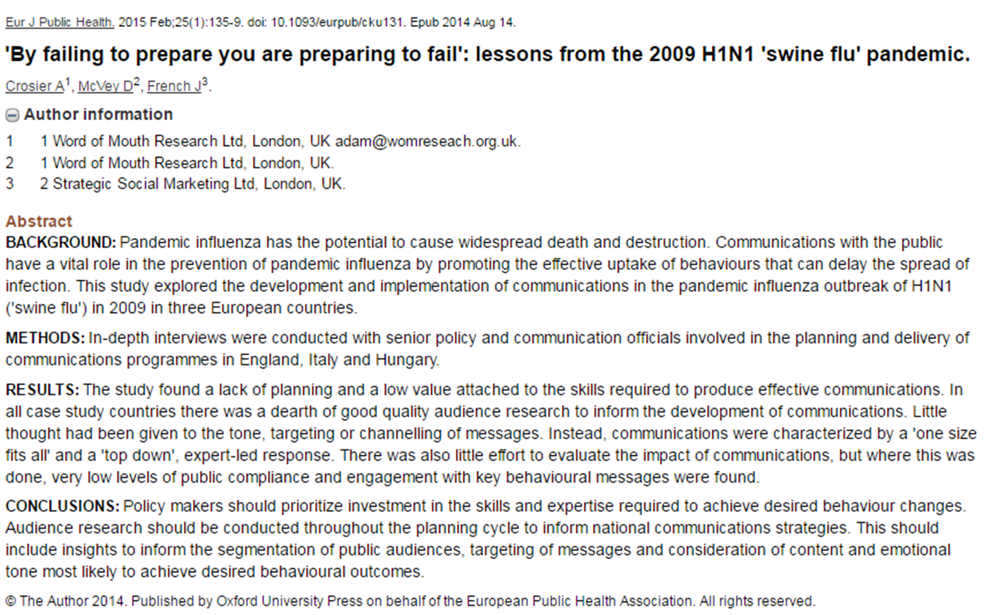 Eur J Public Health. 2015 Feb;25(1):135-9. doi: 10.1093/eurpub/cku131. Epub 2014 Aug 14.
'By failing to prepare you are preparing to fail': lessons from the 2009 H1N1 'swine flu' pandemic.
Crosier A1, McVey D2, French J3.
Author information
1 1 Word of Mouth Research Ltd, London, UK adam@womreseach.org.uk.
2 1 Word of Mouth Research Ltd, London, UK.
3 2 Strategic Social Marketing Ltd, London, UK.
Abstract
BACKGROUND: Pandemic influenza has the potential to cause widespread death and destruction. Communications with the public
have a vital role in the prevention of pandemic influenza by promoting the effective uptake of behaviours that can delay the spread of
infection. This study explored the development and implementation of communications in the pandemic influenza outbreak of H1N1
('swine flu') in 2009 in three European countries.
METHODS: In-depth interviews were conducted with senior policy and communication officials involved in the planning and delivery of
communications programmes in England, Italy and Hungary.
RESULTS: The study found a lack of planning and a low value attached to the skills required to produce effective communications. In
all case study countries there was a dearth of good quality audience research to inform the development of communications. Little
thought had been given to the tone, targeting or channelling of messages. Instead, communications were characterized by a 'one size
fits all' and a 'top down', expert-led response. There was also little effort to evaluate the impact of communications, but where this was
done, very low levels of public compliance and engagement with key behavioural messages were found.
CONCLUSIONS: Policy makers should prioritize investment in the skills and expertise required to achieve desired behaviour changes.
Audience research should be conducted throughout the planning cycle to inform national communications strategies. This should
include insights to inform the segmentation of public audiences, targeting of messages and consideration of content and emotional
tone most likely to achieve desired behavioural outcomes.
© The Author 2014. Published by Oxford University Press on behalf of the European Public Health Association. All rights reserved.